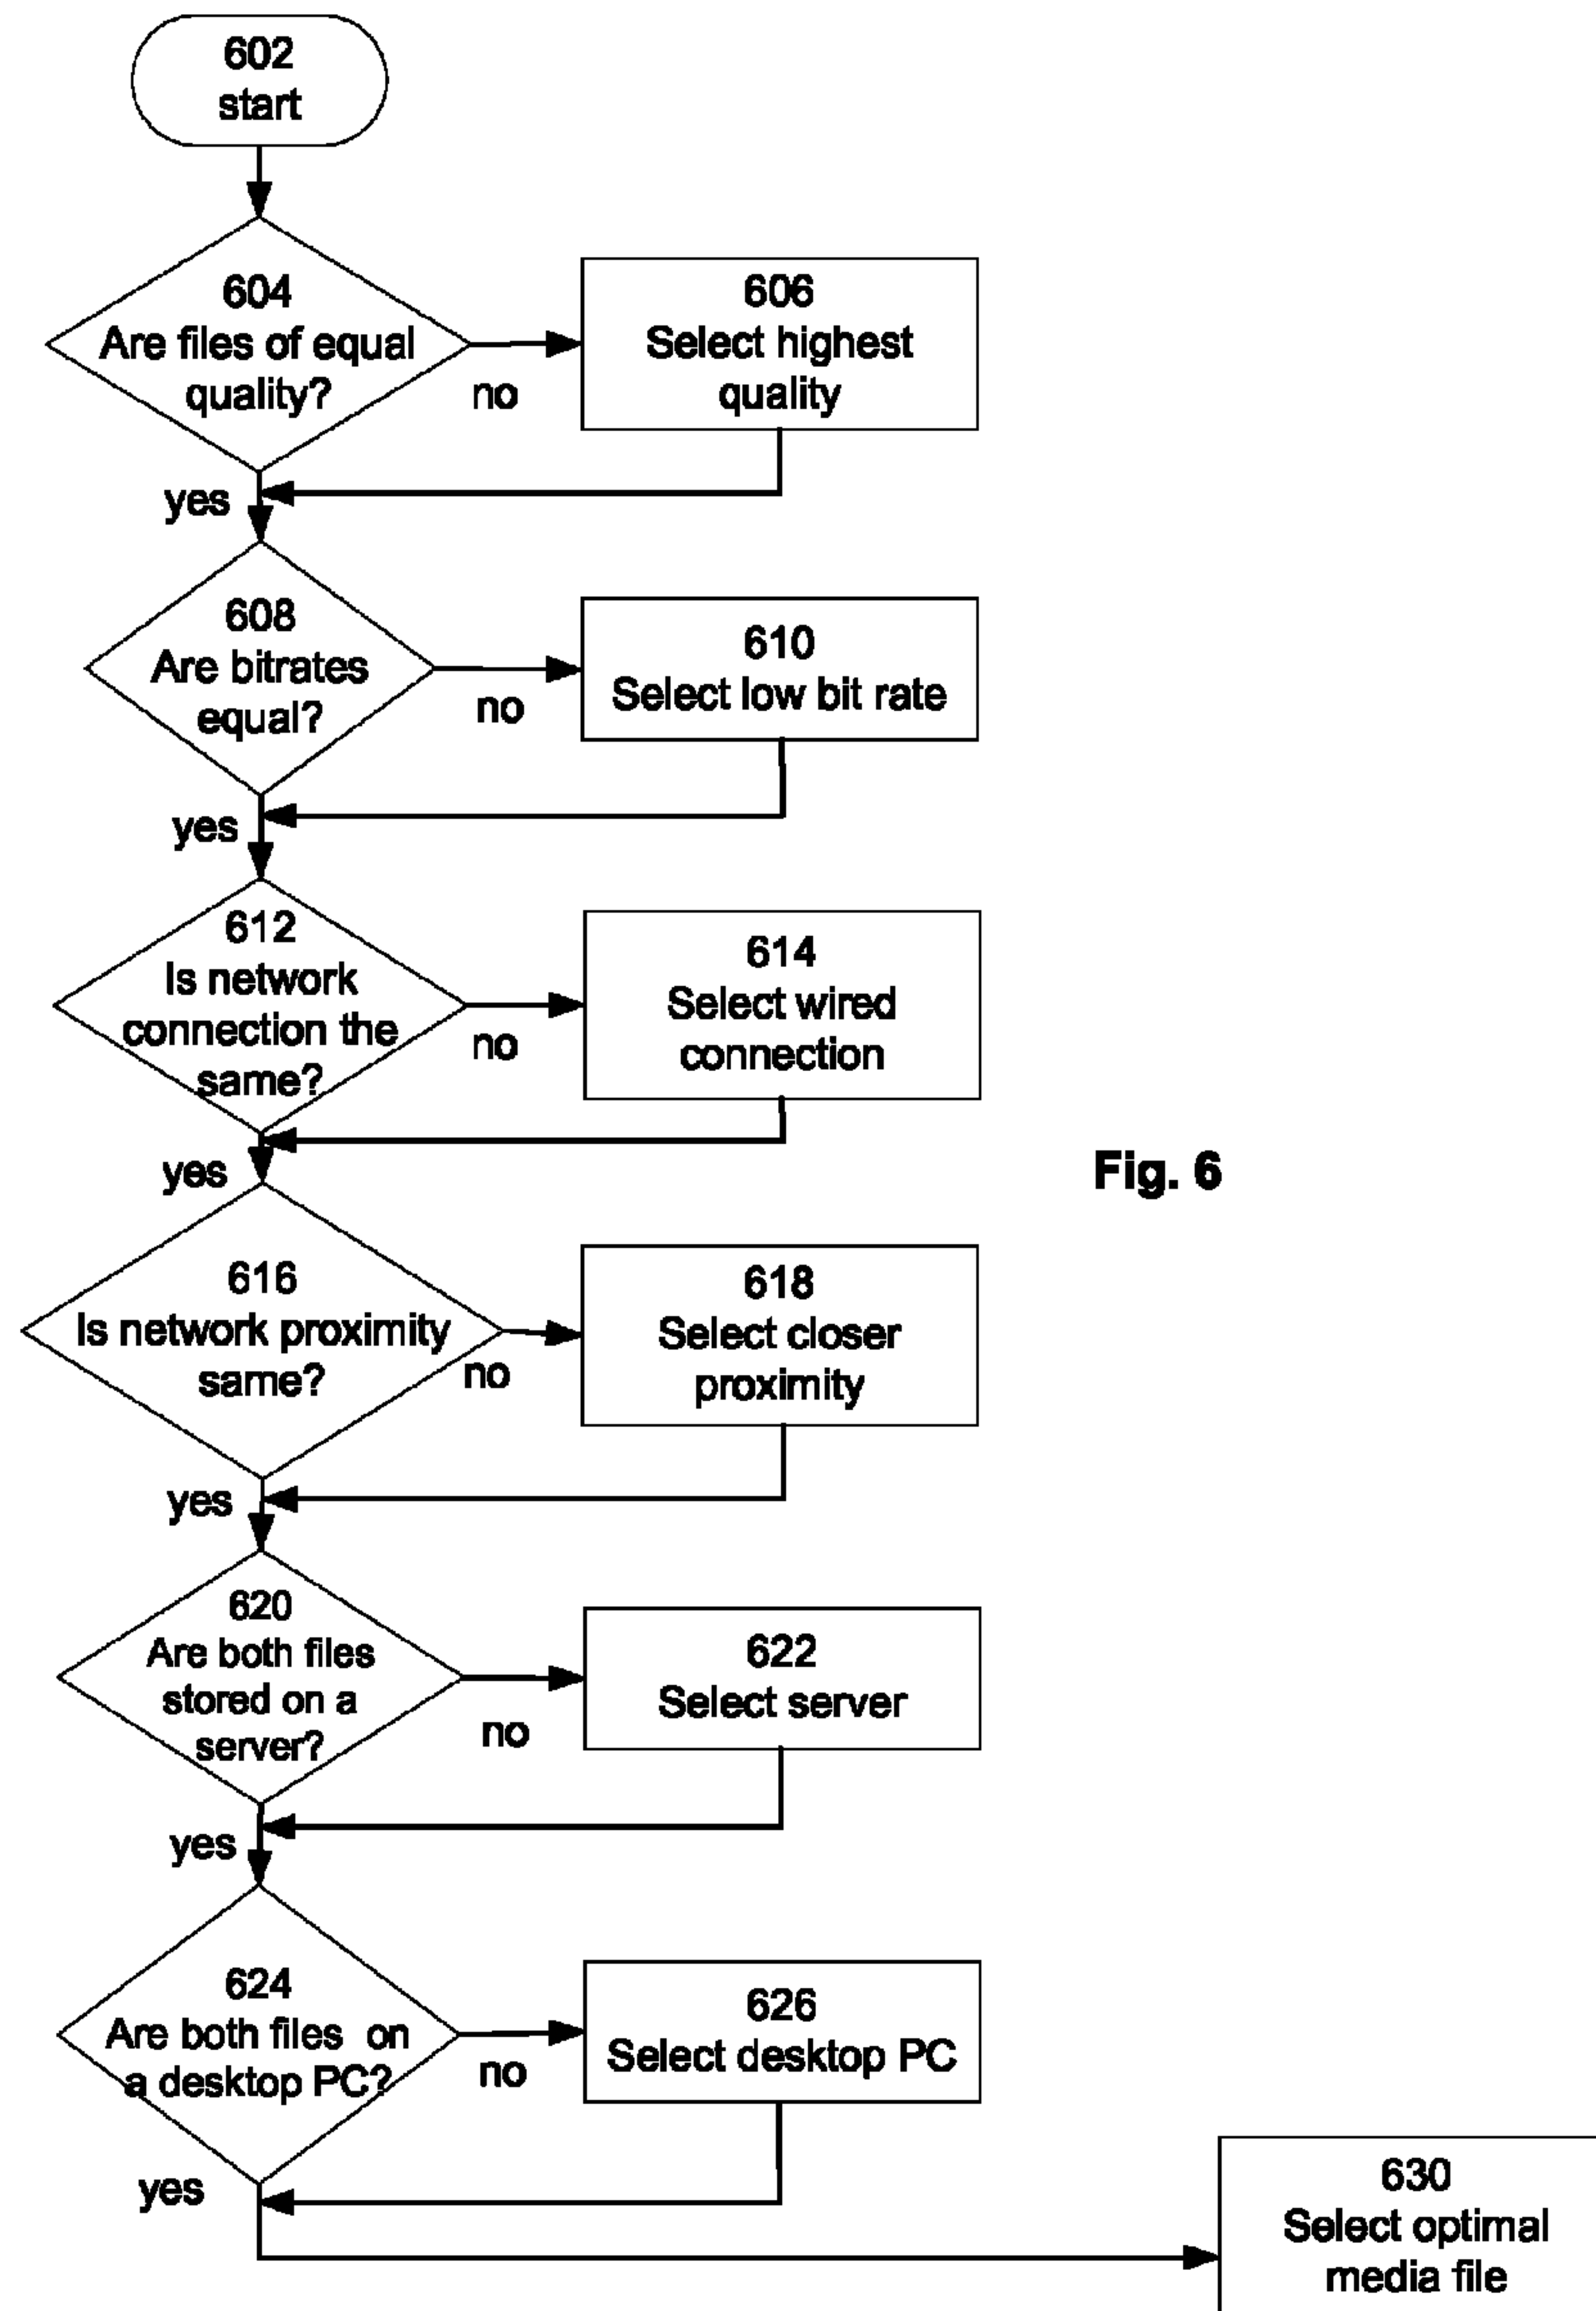 602
start
604
Are files of equal
quality?
no
606
Select highest
quality
yes
608
Are bitrates
equal?
no
610
Select low bit rate
yes
612
Is network
connection the
same?
no
614
Select wired
connection
yes
Fig. 6
616
Is network proximity
same?
no
618
Select closer
proximity
yes
620
Are both files
stored on a
server?
no
622
Select server
yes
624
Are both files on
a desktop PC?
no
626
Select desktop PC
yes
630
Select optimal
media file